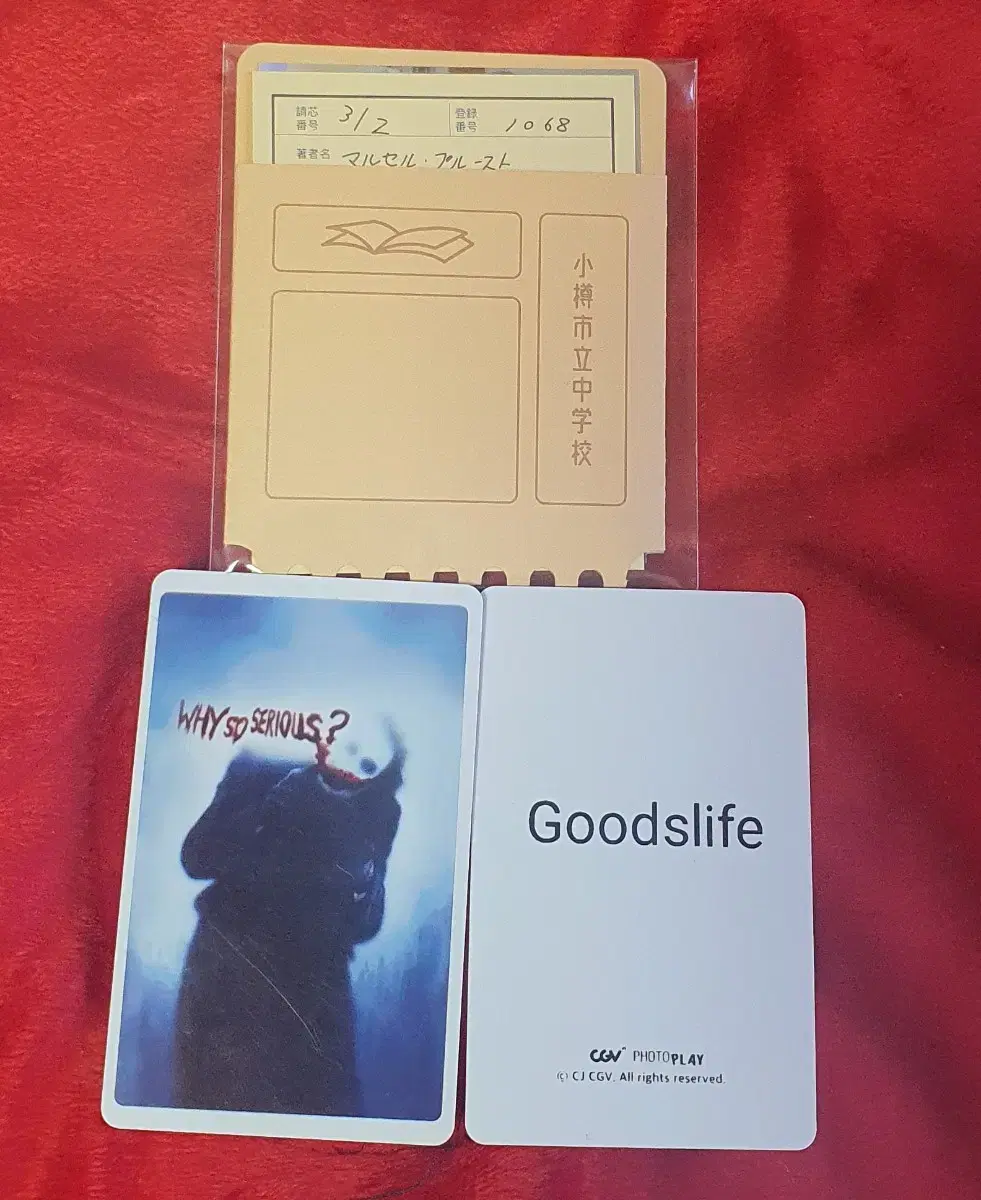 請芯番号 3/2 登録番号 1068
著者名 マルセル・プルースト
小樽市立中学校
WHY SO SERIOUS?
Goodslife
CGV PHOTOPLAY
(c) CJ CGV. All rights reserved.